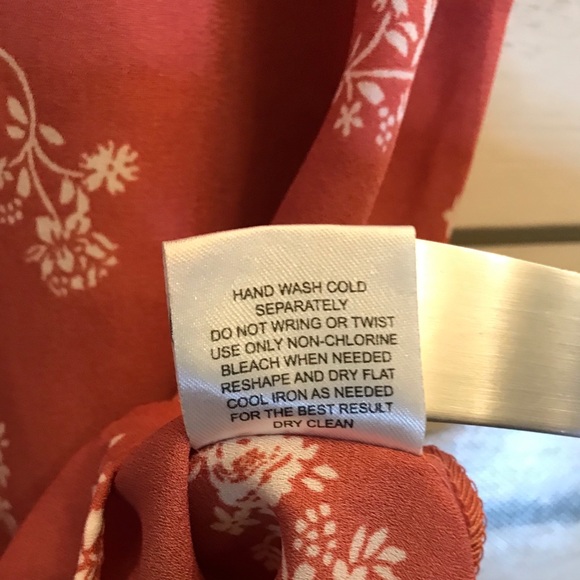 HAND WASH COLD
SEPARATELY
DO NOT WRING OR TWIST
USE ONLY NON-CHLORINE
BLEACH WHEN NEEDED
RESHAPE AND DRY FLAT
COOL IRON AS NEEDED
FOR THE BEST RESULT
DRY CLEAN